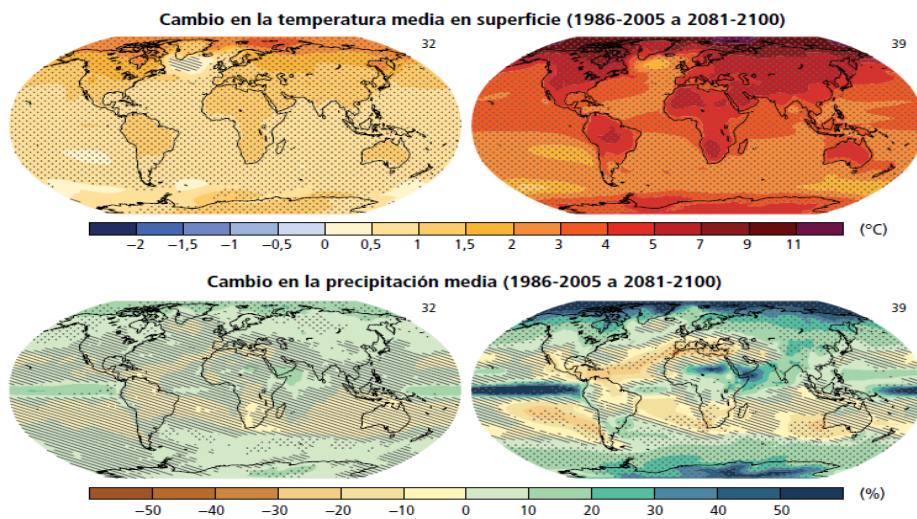 Cambio en la temperatura media en superficie (1986-2005 a 2081-2100)
32
39
−2 −1,5 −1 −0,5 0 0,5 1 1,5 2 3 4 5 7 9 11 (°C)
Cambio en la precipitación media (1986-2005 a 2081-2100)
32
39
−50 −40 −30 −20 −10 0 10 20 30 40 50 (%)